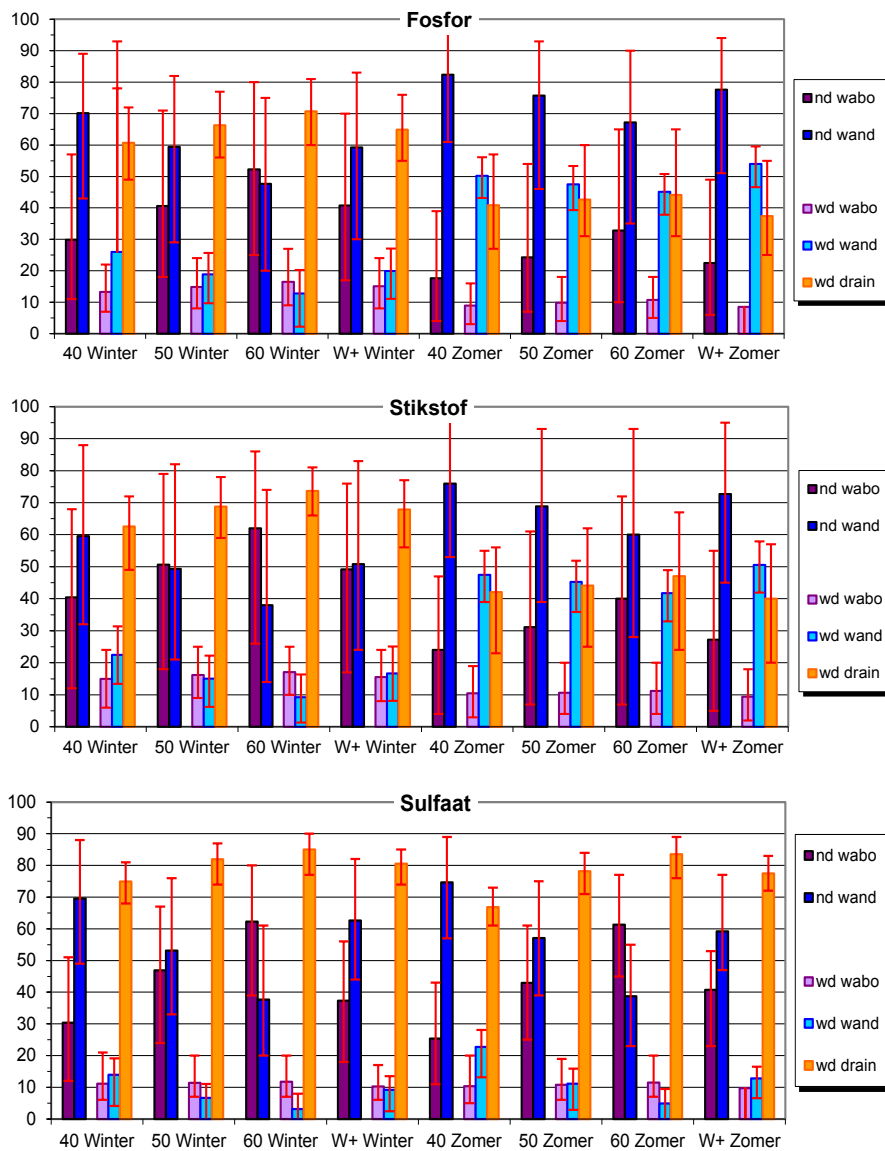 Fosfor
100
90
80
70
60
50
40
30
20
10
0
40 Winter 50 Winter 60 Winter W+ Winter 40 Zomer 50 Zomer 60 Zomer W+ Zomer
nd wabo
nd wand
wd wabo
wd wand
wd drain
Stikstof
100
90
80
70
60
50
40
30
20
10
0
40 Winter 50 Winter 60 Winter W+ Winter 40 Zomer 50 Zomer 60 Zomer W+ Zomer
nd wabo
nd wand
wd wabo
wd wand
wd drain
Sulfaat
100
90
80
70
60
50
40
30
20
10
0
40 Winter 50 Winter 60 Winter W+ Winter 40 Zomer 50 Zomer 60 Zomer W+ Zomer
nd wabo
nd wand
wd wabo
wd wand
wd drain